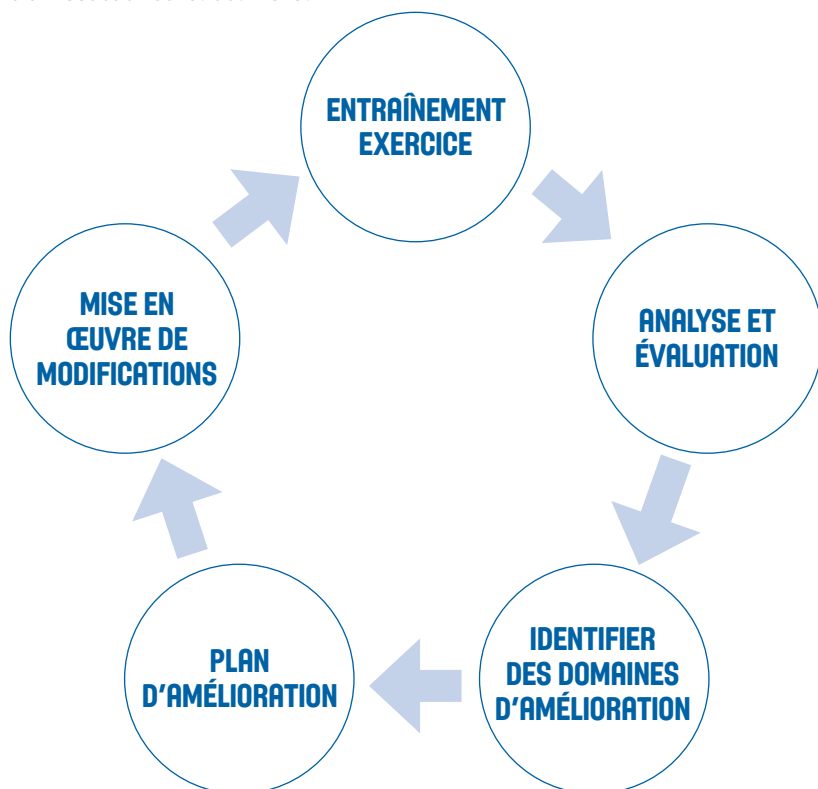 ENTRAÎNEMENT
EXERCICE
ANALYSE ET
ÉVALUATION
IDENTIFIER
DES DOMAINES
D'AMÉLIORATION
PLAN
D'AMÉLIORATION
MISE EN
ŒUVRE DE
MODIFICATIONS